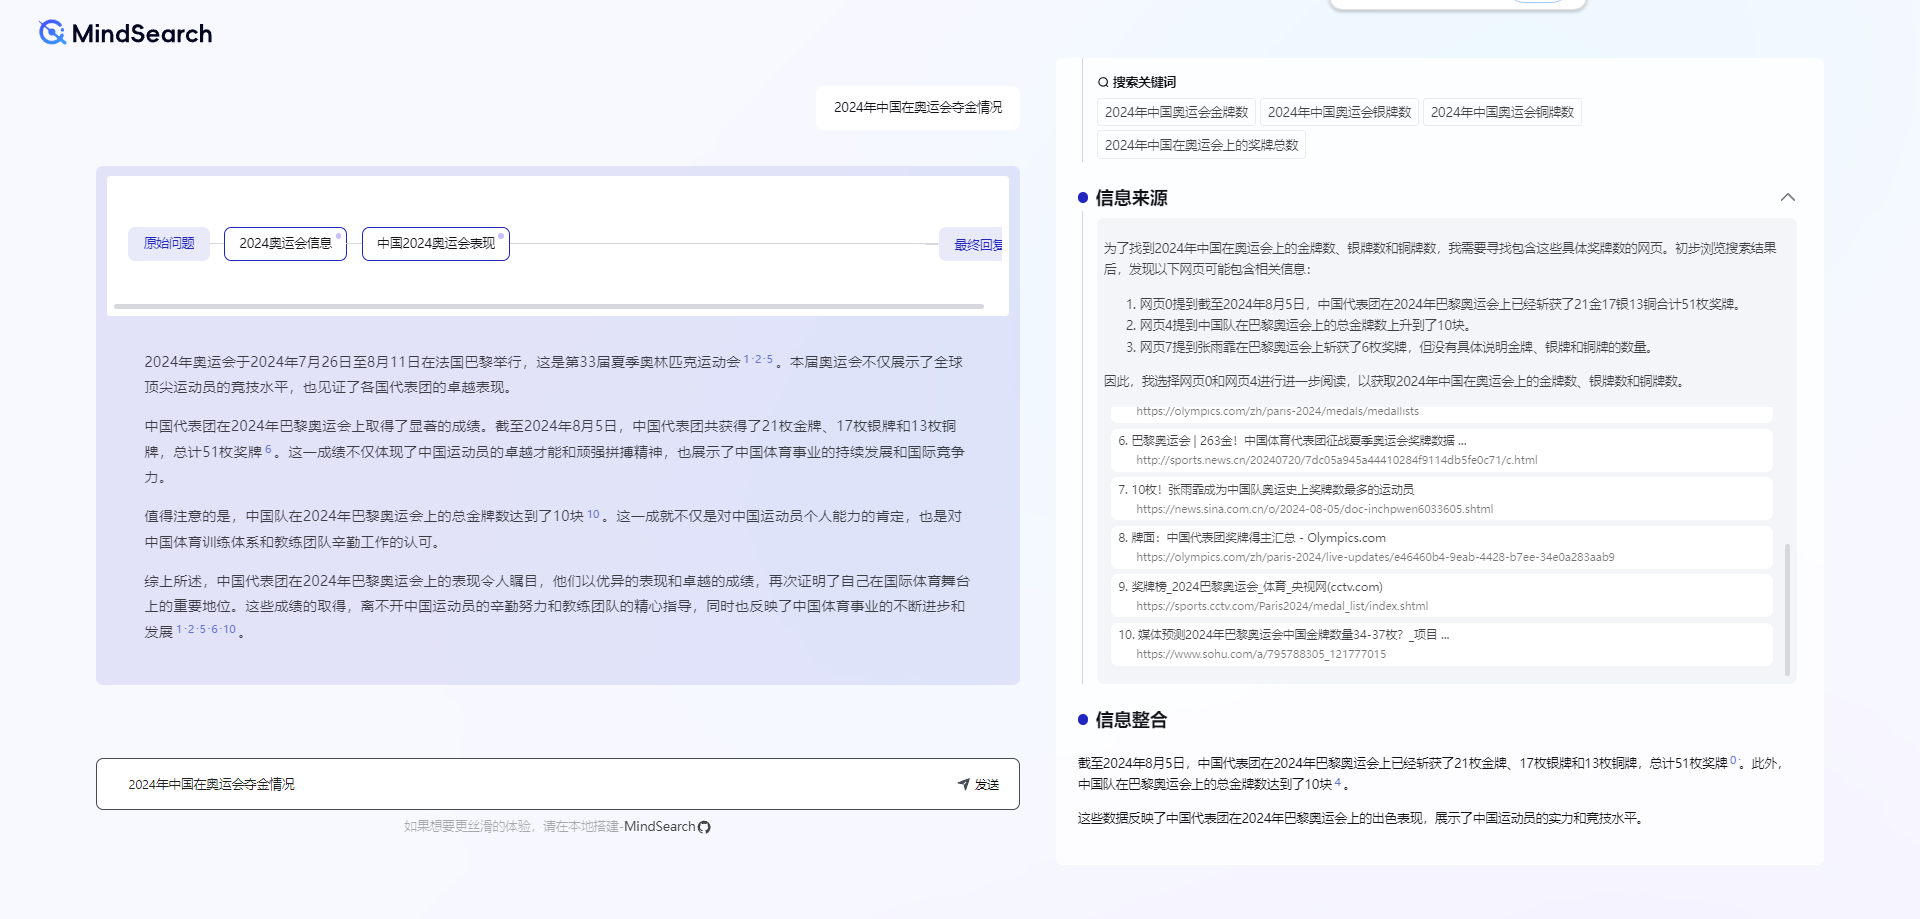 MindSearch
2024年中国在奥运会夺金情况
原始问题
2024奥运会信息
中国2024奥运会表现
最终回复
2024年奥运会于2024年7月26日至8月11日在法国巴黎举行，这是第33届夏季奥林匹克运动会1·2·5。本届奥运会不仅展示了全球
顶尖运动员的竞技水平，也见证了各国代表团的卓越表现。
中国代表团在2024年巴黎奥运会上取得了显著的成绩。截至2024年8月5日，中国代表团共获得了21枚金牌、17枚银牌和13枚铜
牌，总计51枚奖牌6。这一成绩不仅体现了中国运动员的卓越才能和顽强拼搏精神，也展示了中国体育事业的持续发展和国际竞争
力。
值得注意的是，中国队在2024年巴黎奥运会上的总金牌数达到了10块10。这一成就不仅是对中国运动员个人能力的肯定，也是对
中国体育训练体系和教练团队辛勤工作的认可。
综上所述，中国代表团在2024年巴黎奥运会上的表现令人瞩目，他们以优异的表现和卓越的成绩，再次证明了自己在国际体育舞台
上的重要地位。这些成绩的取得，离不开中国运动员的辛勤努力和教练团队的精心指导，同时也反映了中国体育事业的不断进步和
发展1·2·5·6·10。
2024年中国在奥运会夺金情况
发送
如果想要更丝滑的体验，请在本地搭建-MindSearch
搜索关键词
2024年中国奥运会金牌数
2024年中国奥运会银牌数
2024年中国奥运会铜牌数
2024年中国在奥运会上的奖牌总数
信息来源
为了找到2024年中国在奥运会上的金牌数、银牌数和铜牌数，我需要寻找包含这些具体奖牌数的网页。初步浏览搜索结果
后，发现以下网页可能包含相关信息：
1. 网页0提到截至2024年8月5日，中国代表团在2024年巴黎奥运会上已经斩获了21金17银13铜合计51枚奖牌。
2. 网页4提到中国队在巴黎奥运会上的总金牌数上升到了10块。
3. 网页7提到张雨霏在巴黎奥运会上斩获了6枚奖牌，但没有具体说明金牌、银牌和铜牌的数量。
因此，我选择网页0和网页4进行进一步阅读，以获取2024年中国在奥运会上的金牌数、银牌数和铜牌数。
https://olympics.com/zh/paris-2024/medals/medallists
6. 巴黎奥运会 | 263金！中国体育代表团征战夏季奥运会奖牌数据 ...
http://sports.news.cn/20240720/7dc05a945a44410284f9114db5fe0c71/c.html
7. 10枚！张雨霏成为中国队奥运史上奖牌数最多的运动员
https://news.sina.com.cn/o/2024-08-05/doc-inchpwen6033605.shtml
8. 牌面：中国代表团奖牌得主汇总 - Olympics.com
https://olympics.com/zh/paris-2024/live-updates/e46460b4-9eab-4428-b7ee-34e0a283aab9
9. 奖牌榜_2024巴黎奥运会_体育_央视网(cctv.com)
https://sports.cctv.com/Paris2024/medal_list/index.shtml
10. 媒体预测2024年巴黎奥运会中国金牌数量34-37枚？_项目 ...
https://www.sohu.com/a/795788305_121777015
信息整合
截至2024年8月5日，中国代表团在2024年巴黎奥运会上已经斩获了21枚金牌、17枚银牌和13枚铜牌，总计51枚奖牌0。此外，
中国队在巴黎奥运会上的总金牌数达到了10块4。
这些数据反映了中国代表团在2024年巴黎奥运会上的出色表现，展示了中国运动员的实力和竞技水平。